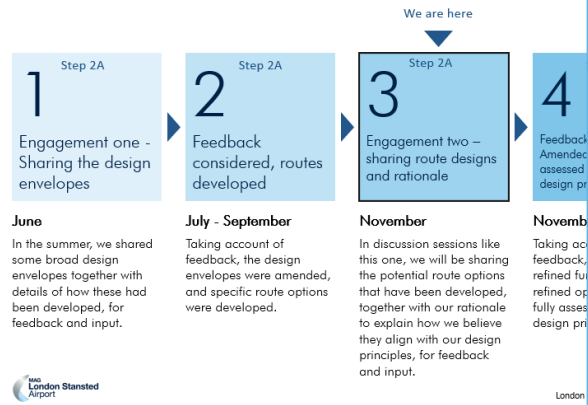 We are here
Step 2A
1
Engagement one -
Sharing the design
envelopes
June
In the summer, we shared
some broad design
envelopes together with
details of how these had
been developed, for
feedback and input.
Step 2A
2
Feedback
considered, routes
developed
July - September
Taking account of
feedback, the design
envelopes were amended,
and specific route options
were developed.
Step 2A
3
Engagement two –
sharing route designs
and rationale
November
In discussion sessions like
this one, we will be sharing
the potential route options
that have been developed,
together with our rationale
to explain how we believe
they align with our design
principles, for feedback
and input.
4
Feedback
Amended
assessed
design pr
Novemb
Taking ac
feedback,
refined fu
refined op
fully asses
design pri
MAG
London Stansted
Airport
London